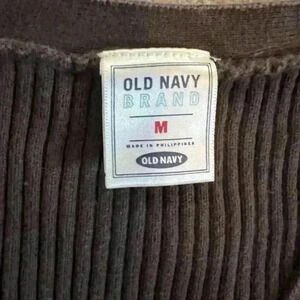 OLD NAVY
BRAND
M
MADE IN PHILIPPINES
OLD NAVY